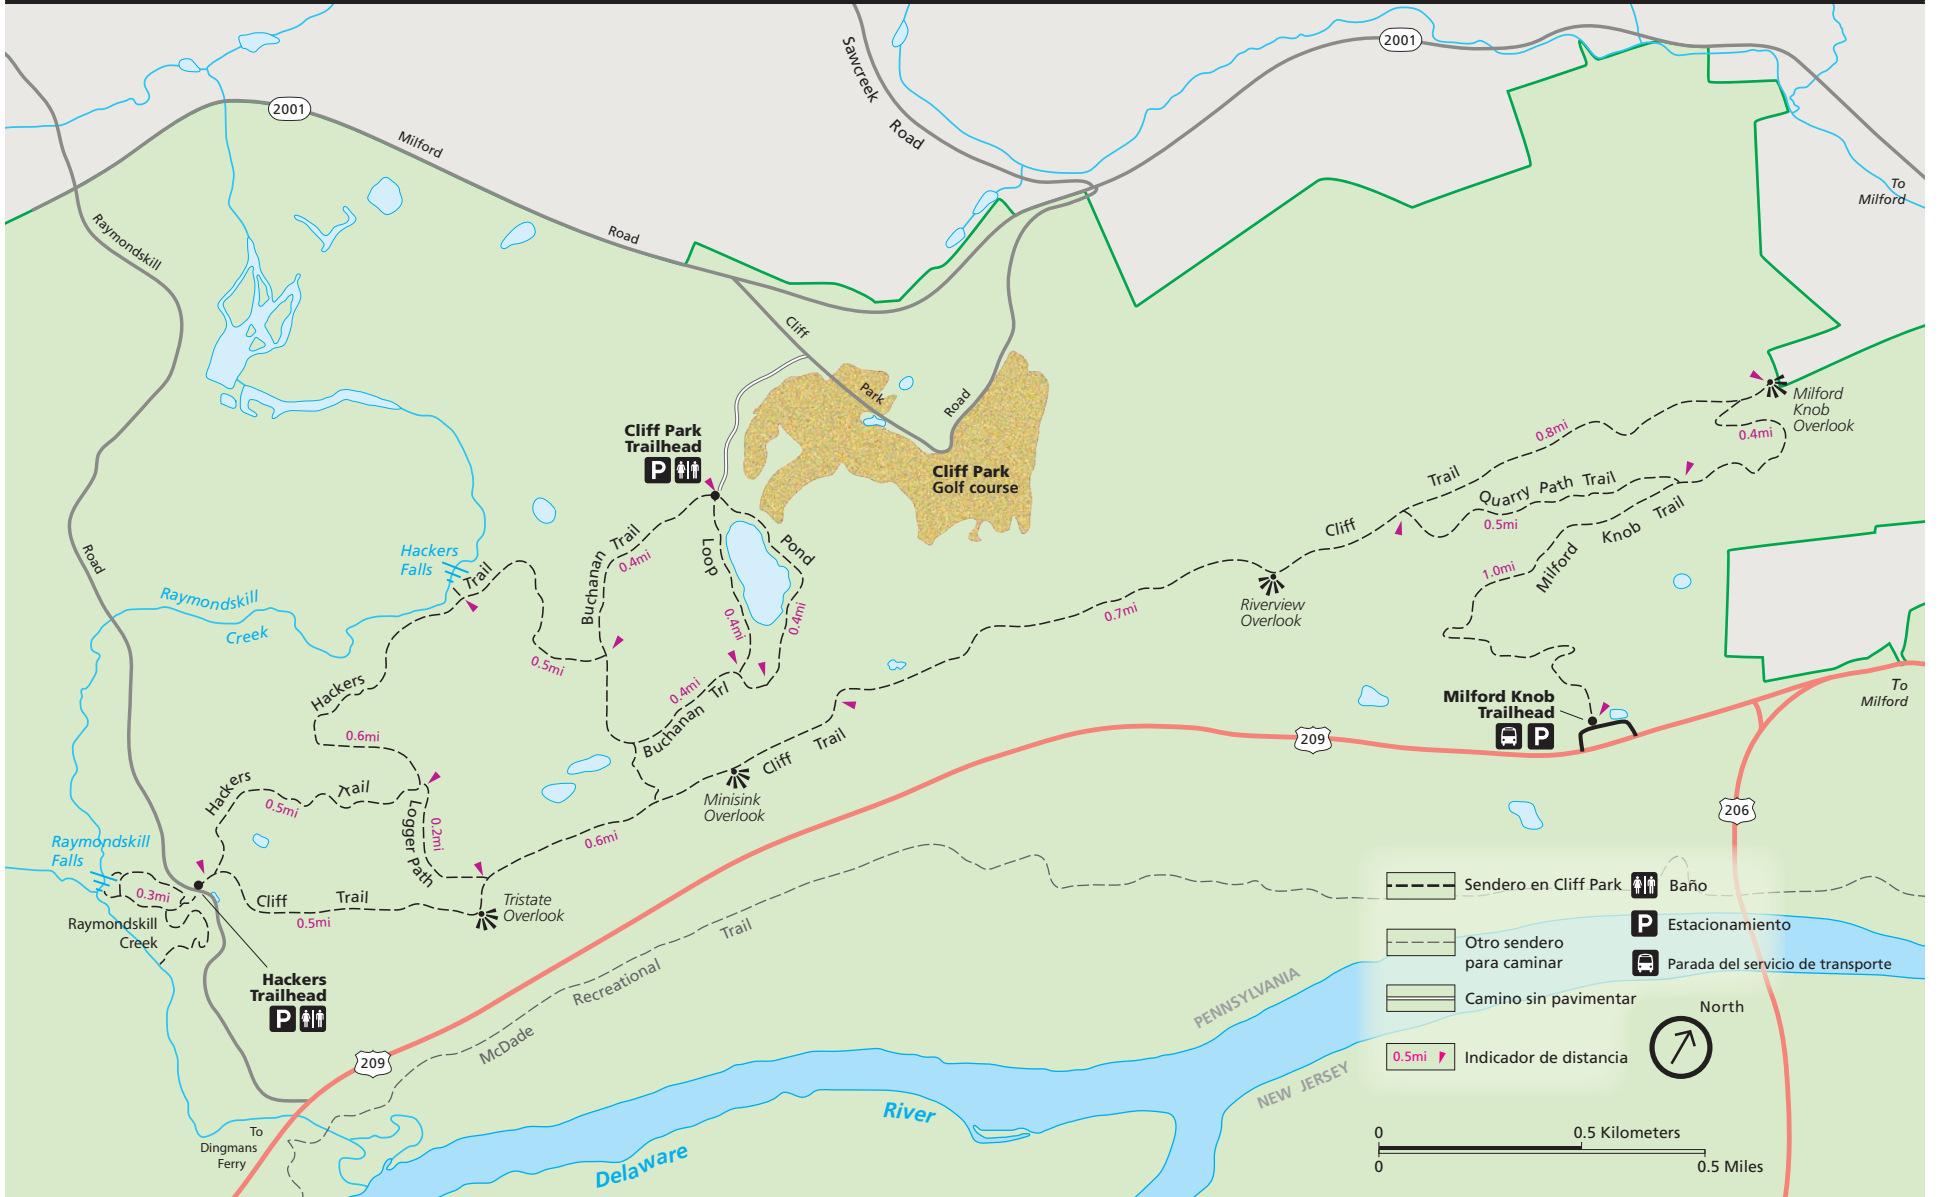 2001
Sawcreek
Road
2001
Milford
Road
To
Milford
Raymondskill
Road
Cliff
Park
Road
Cliff Park
Trailhead
P
Cliff Park
Golf course
Milford
Knob
Overlook
0.8mi
0.4mi
Cliff Trail
Quarry Path Trail
0.5mi
Milford Knob Trail
1.0mi
Hackers
Falls
Raymondskill
Creek
Buchanan Trail
0.4mi
Loop
Pond
0.4mi
0.4mi
0.5mi
Hackers Trail
0.6mi
0.4mi
Buchanan Trl
0.7mi
Riverview
Overlook
Milford Knob
Trailhead
P
To
Milford
209
206
Cliff Trail
Minisink
Overlook
0.6mi
Hackers Trail
0.5mi
Logger Path
0.2mi
Raymondskill
Falls
0.3mi
Raymondskill
Creek
Cliff Trail
0.5mi
Tristate
Overlook
Hackers
Trailhead
P
209
McDade Recreational Trail
To
Dingmans
Ferry
Delaware River
PENNSYLVANIA
NEW JERSEY
Sendero en Cliff Park
Otro sendero
para caminar
Camino sin pavimentar
0.5mi
Indicador de distancia
Baño
P
Estacionamiento
Parada del servicio de transporte
North
0 0.5 Kilometers
0 0.5 Miles